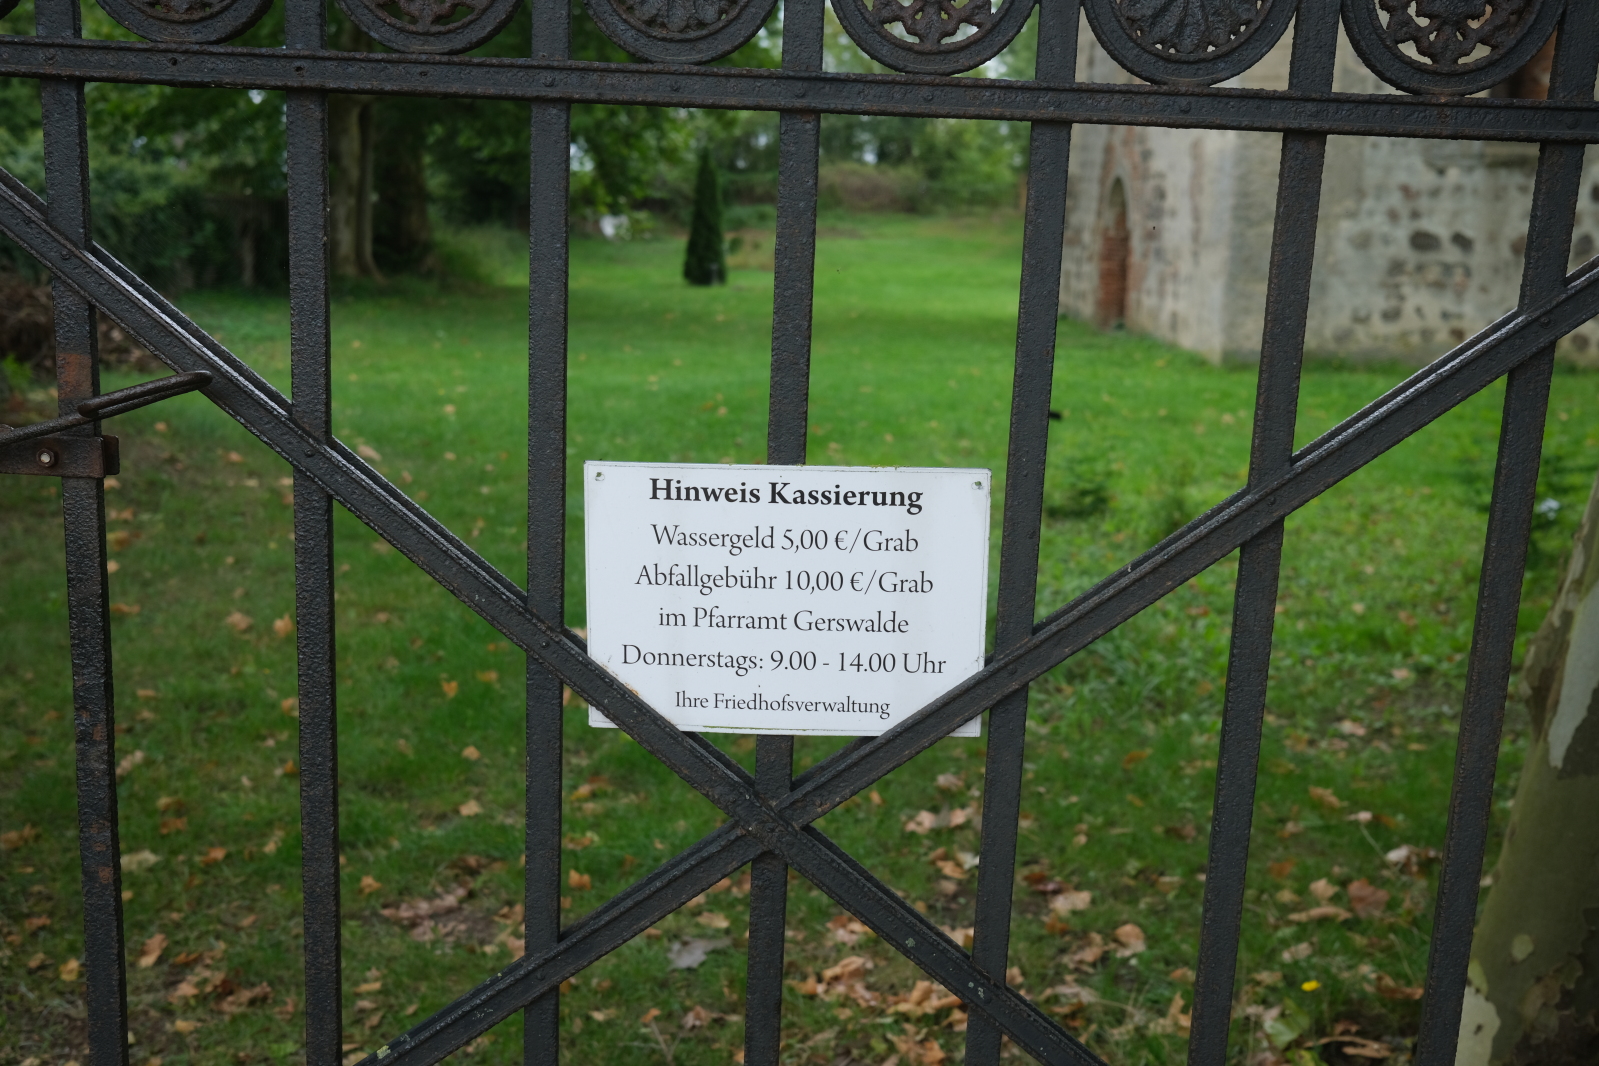 Hinweis Kassierung
Wassergeld 5,00 €/Grab
Abfallgebühr 10,00 €/Grab
im Pfarramt Gerswalde
Donnerstags: 9.00 - 14.00 Uhr
Ihre Friedhofsverwaltung